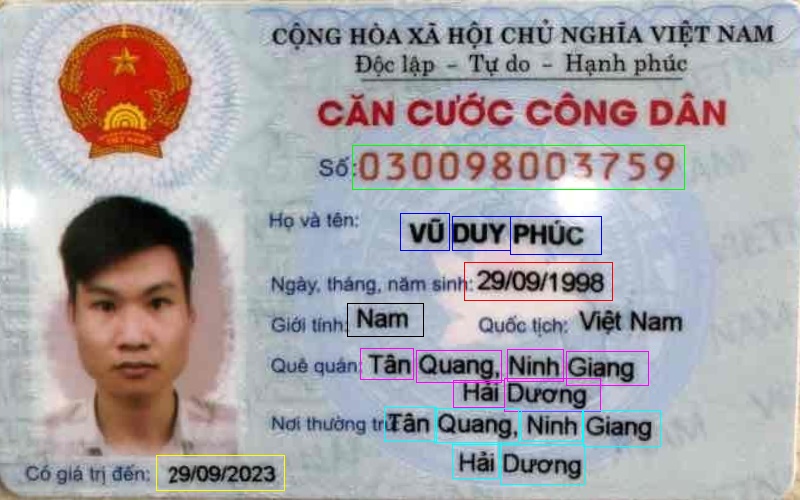 CỘNG HÒA XÃ HỘI CHỦ NGHĨA VIỆT NAM
Độc lập - Tự do - Hạnh phúc
CĂN CƯỚC CÔNG DÂN
Số: 030098003759
Họ và tên: VŨ DUY PHÚC
Ngày, tháng, năm sinh: 29/09/1998
Giới tính: Nam Quốc tịch: Việt Nam
Quê quán: Tân Quang, Ninh Giang
Hải Dương
Nơi thường trú: Tân Quang, Ninh Giang
Hải Dương
Có giá trị đến: 29/09/2023